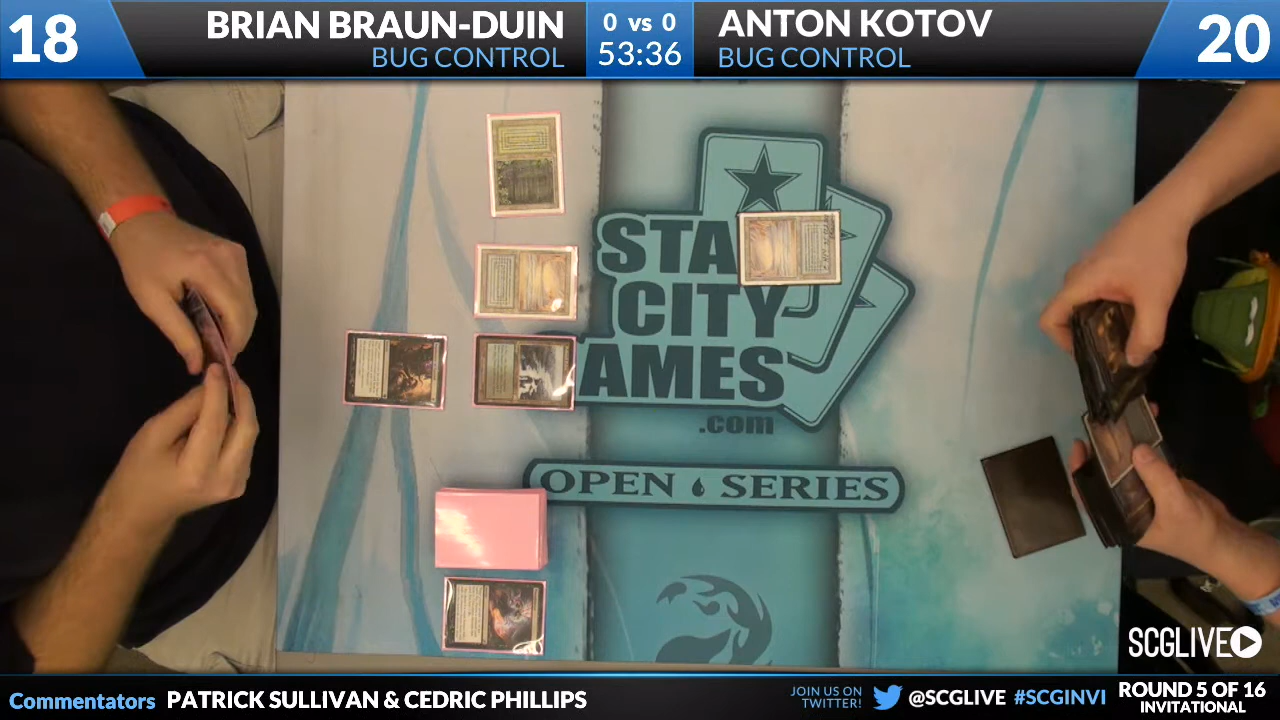 18
BRIAN BRAUN-DUIN
BUG CONTROL
0 vs 0
53:36
ANTON KOTOV
BUG CONTROL
20
STA
CITY
AMES
.com
OPEN SERIES
SCGLIVE
Commentators PATRICK SULLIVAN & CEDRIC PHILLIPS
JOIN US ON
TWITTER!
@SCGLIVE #SCGINVI
ROUND 5 OF 16
INVITATIONAL